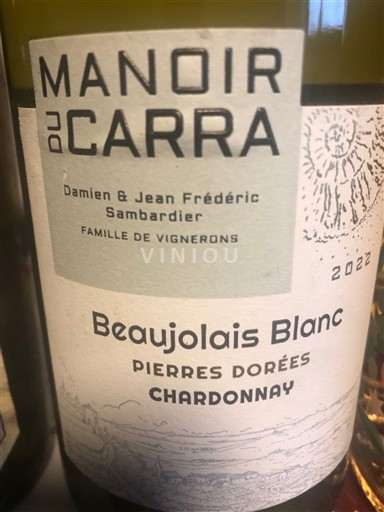 MANOIR
DU CARRA
Damien & Jean Frédéric
Sambardier
FAMILLE DE VIGNERONS
VINIOU
2022
Beaujolais Blanc
PIERRES DORÉES
CHARDONNAY